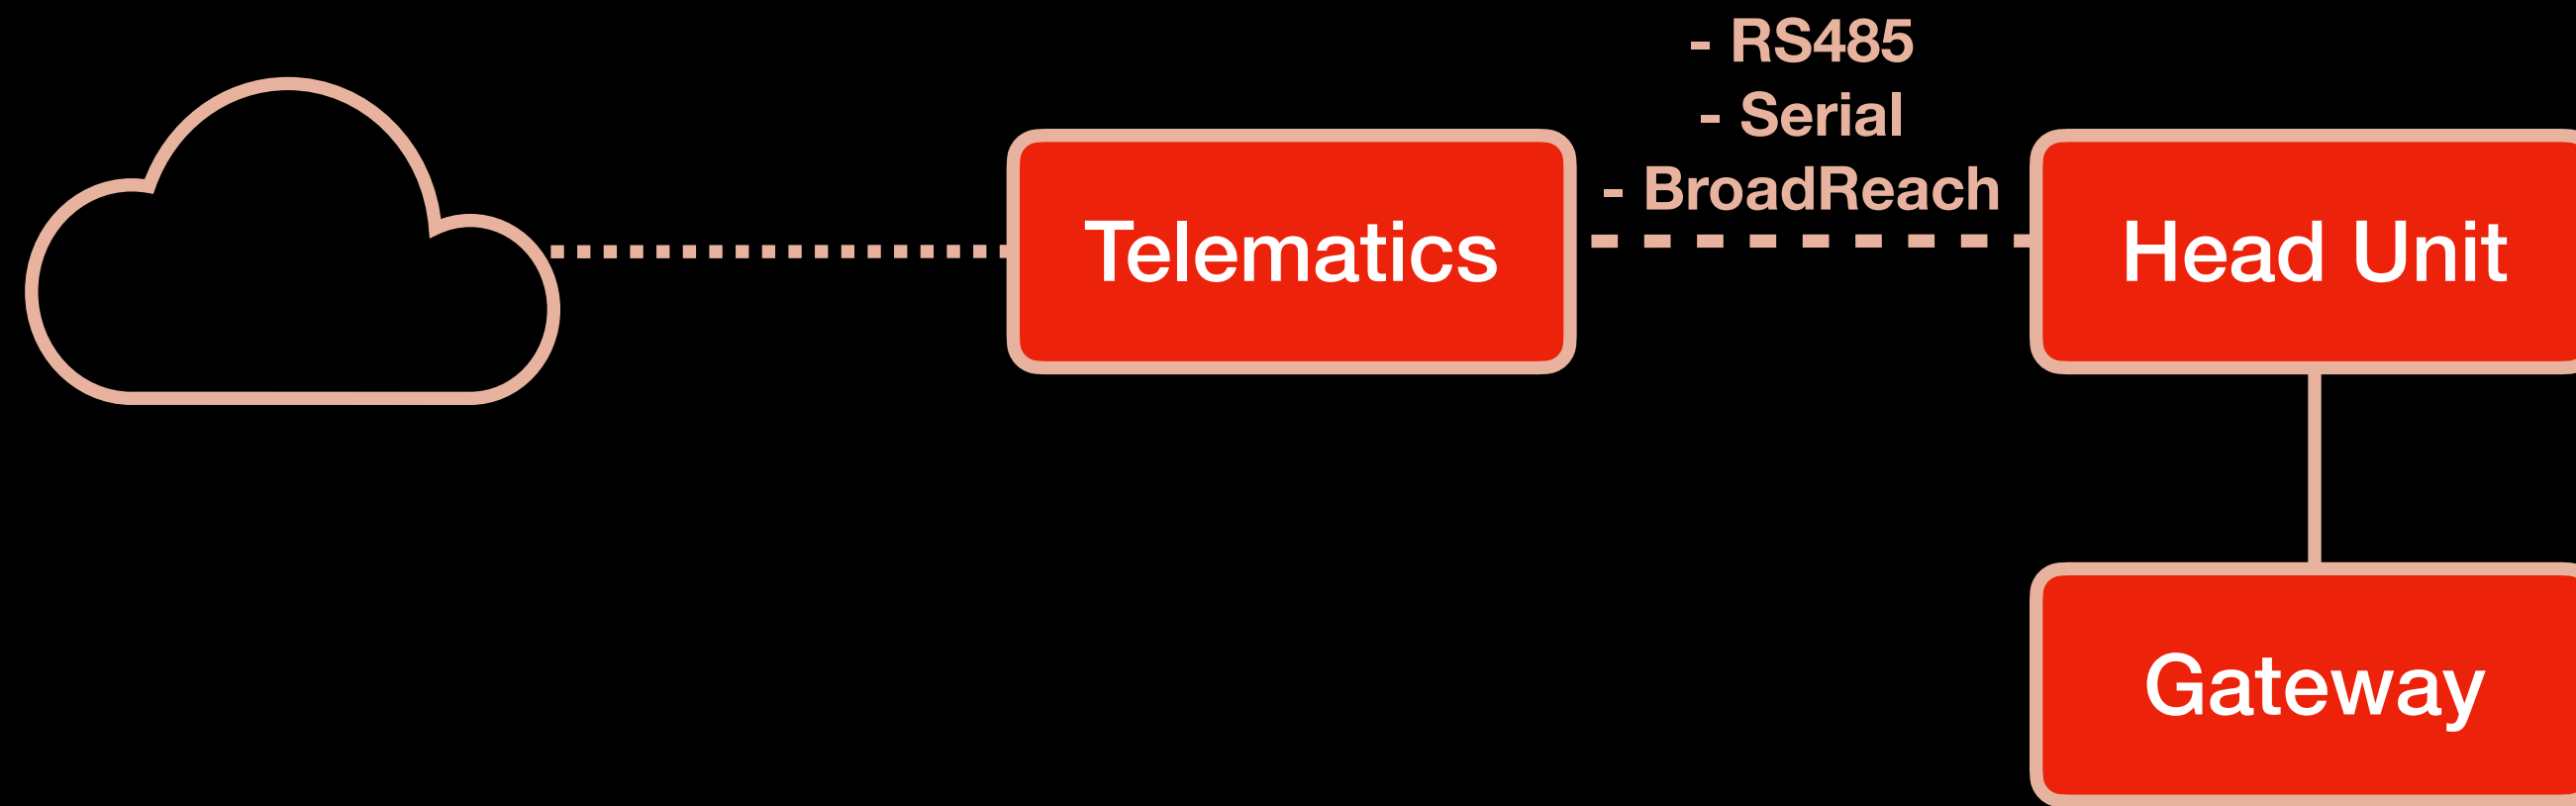 - RS485
- Serial
- BroadReach
Telematics
Head Unit
Gateway